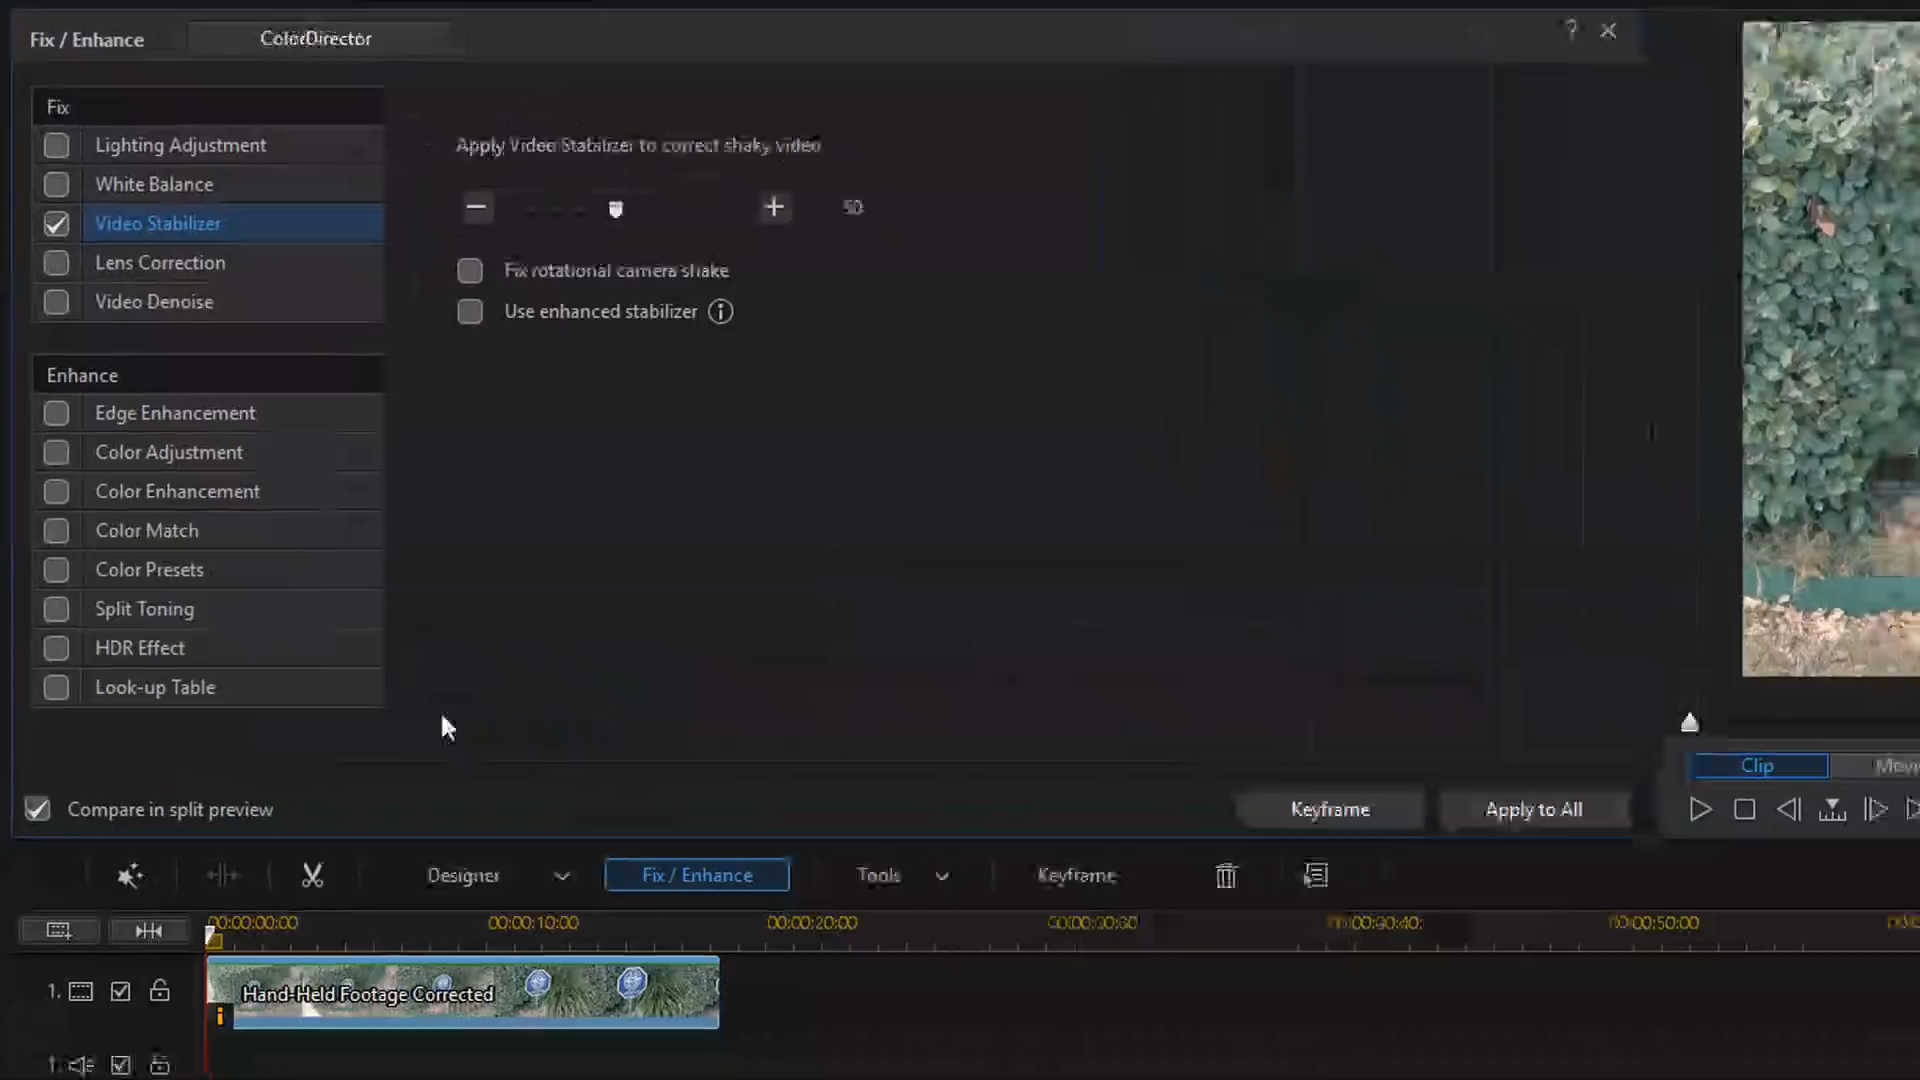 Fix / Enhance
ColorDirector
?
Fix
Lighting Adjustment
White Balance
Video Stabilizer
Lens Correction
Video Denoise
Apply Video Stabilizer to correct shaky video
50
Fix rotational camera shake
Use enhanced stabilizer
Enhance
Edge Enhancement
Color Adjustment
Color Enhancement
Color Match
Color Presets
Split Toning
HDR Effect
Look-up Table
Clip
Compare in split preview
Keyframe
Apply to All
Designer
Fix / Enhance
Tools
Keyframe
00:00:00:00
00:00:10:00
00:00:20:00
00:00:50:00
1.
Hand-Held Footage Corrected
1.